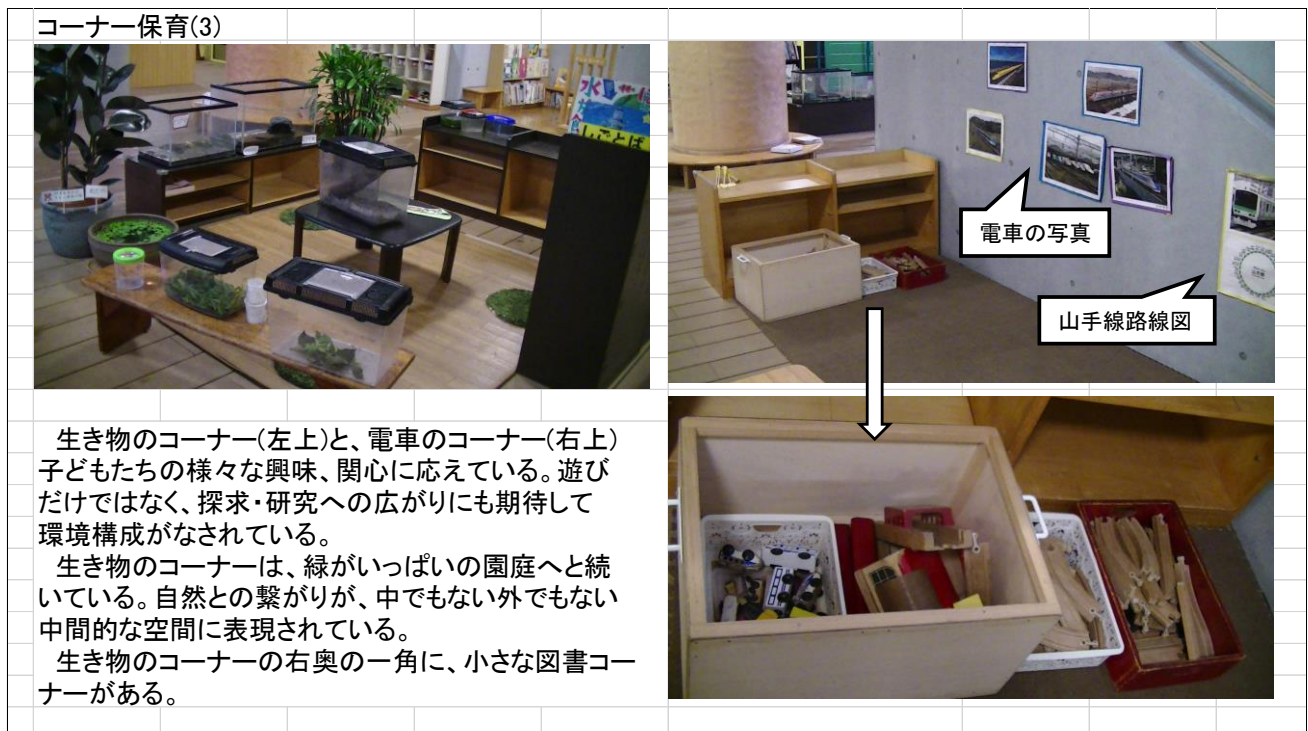 コーナー保育(3)
電車の写真
山手線路線図
生き物のコーナー(左上)と、電車のコーナー(右上)
子どもたちの様々な興味、関心に応えている。遊び
だけではなく、探求・研究への広がりにも期待して
環境構成がなされている。
生き物のコーナーは、緑がいっぱいの園庭へと続
いている。自然との繋がりが、中でもない外でもない
中間的な空間に表現されている。
生き物のコーナーの右奥の一角に、小さな図書コー
ナーがある。